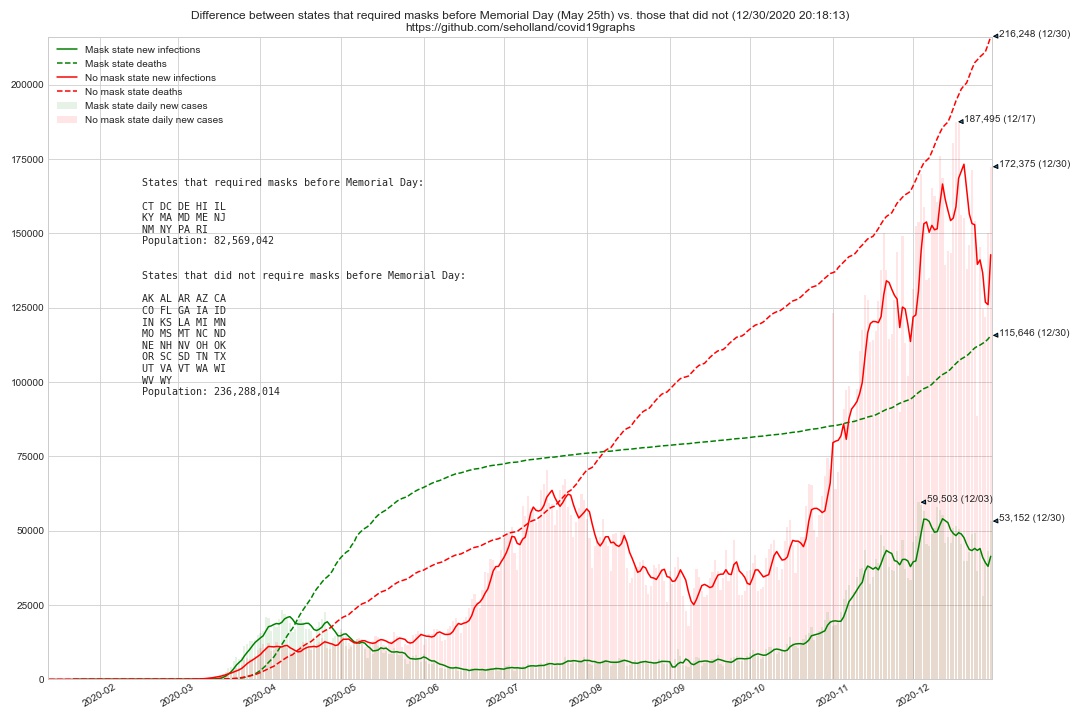 Difference between states that required masks before Memorial Day (May 25th) vs. those that did not (12/30/2020 20:18:13)
https://github.com/seholland/covid19graphs
Mask state new infections
Mask state deaths
No mask state new infections
No mask state deaths
Mask state daily new cases
No mask state daily new cases
216,248 (12/30)
187,495 (12/17)
172,375 (12/30)
115,646 (12/30)
59,503 (12/03)
53,152 (12/30)
States that required masks before Memorial Day:
CT DC DE HI IL
KY MA MD ME NJ
NM NY PA RI
Population: 82,569,042
States that did not require masks before Memorial Day:
AK AL AR AZ CA
CO FL GA IA ID
IN KS LA MI MN
MO MS MT NC ND
NE NH NV OH OK
OR SC SD TN TX
UT VA VT WA WI
WV WY
Population: 236,288,014
200000
175000
150000
125000
100000
75000
50000
25000
0
2020-02
2020-03
2020-04
2020-05
2020-06
2020-07
2020-08
2020-09
2020-10
2020-11
2020-12